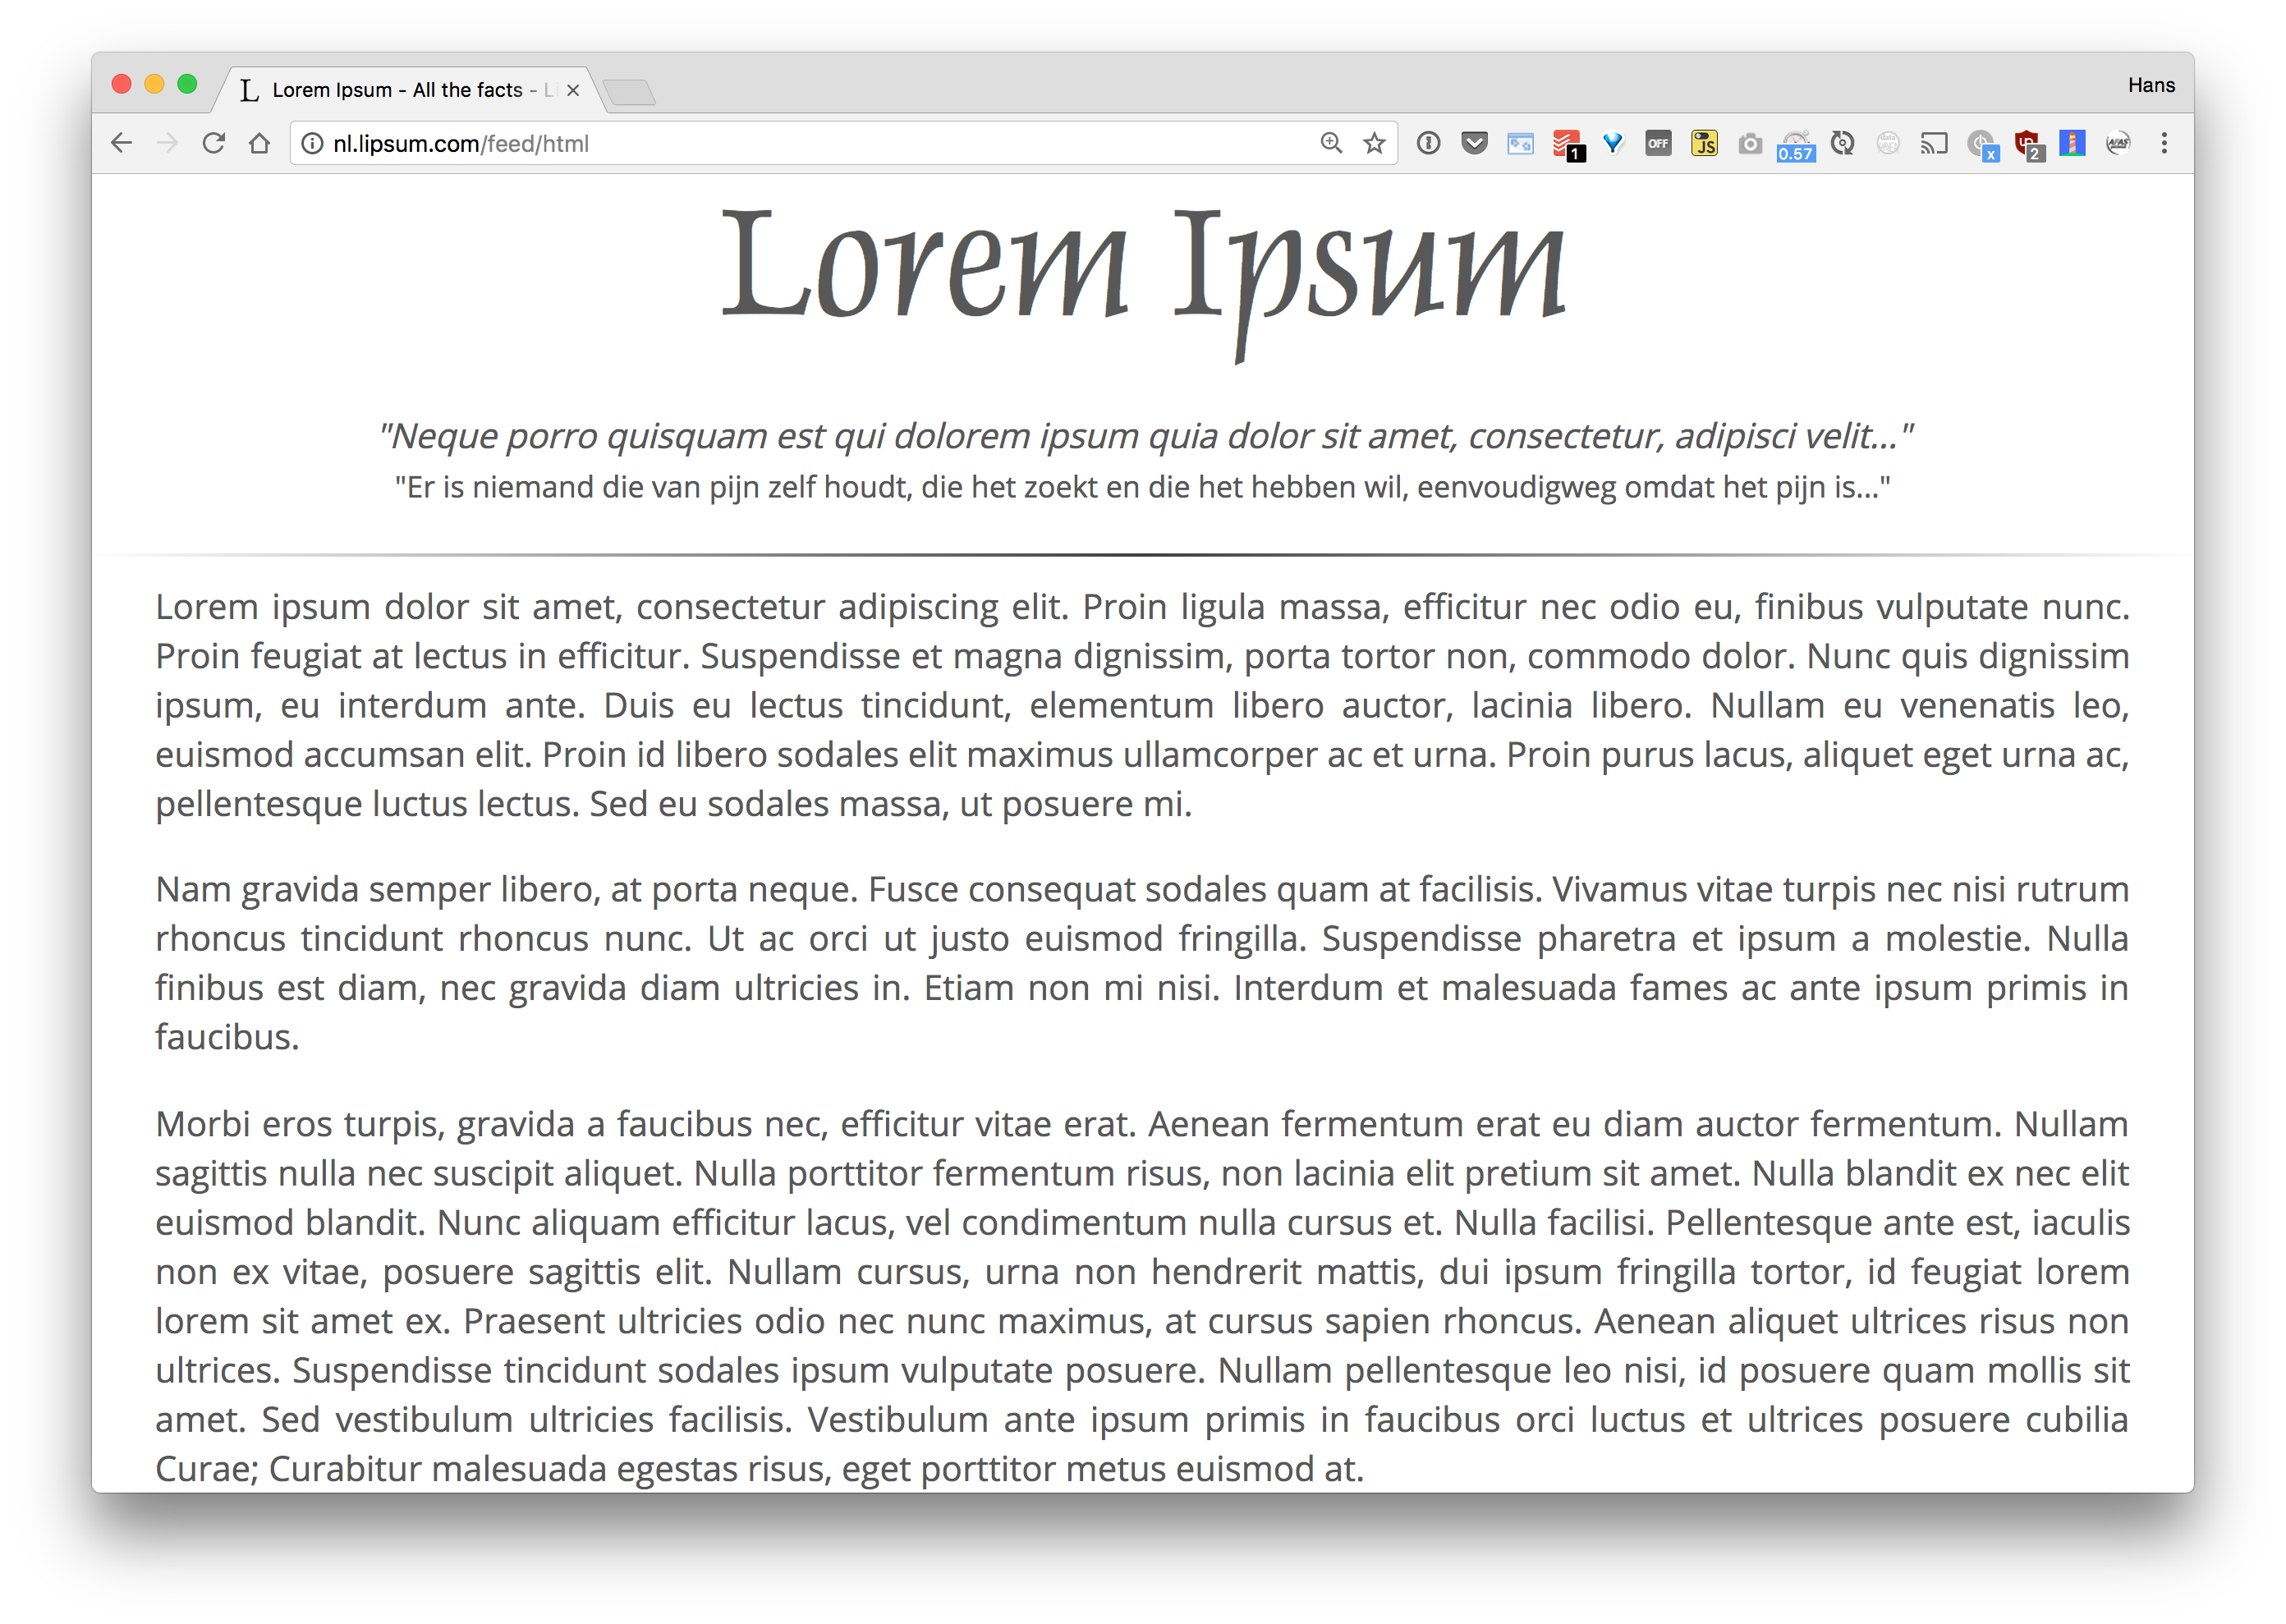 L Lorem Ipsum - All the facts - Li
Hans
nl.lipsum.com/feed/html
1
OFF
JS
0.57
x
2
Lorem Ipsum
"Neque porro quisquam est qui dolorem ipsum quia dolor sit amet, consectetur, adipisci velit..."
"Er is niemand die van pijn zelf houdt, die het zoekt en die het hebben wil, eenvoudigweg omdat het pijn is..."
Lorem ipsum dolor sit amet, consectetur adipiscing elit. Proin ligula massa, efficitur nec odio eu, finibus vulputate nunc.
Proin feugiat at lectus in efficitur. Suspendisse et magna dignissim, porta tortor non, commodo dolor. Nunc quis dignissim
ipsum, eu interdum ante. Duis eu lectus tincidunt, elementum libero auctor, lacinia libero. Nullam eu venenatis leo,
euismod accumsan elit. Proin id libero sodales elit maximus ullamcorper ac et urna. Proin purus lacus, aliquet eget urna ac,
pellentesque luctus lectus. Sed eu sodales massa, ut posuere mi.
Nam gravida semper libero, at porta neque. Fusce consequat sodales quam at facilisis. Vivamus vitae turpis nec nisi rutrum
rhoncus tincidunt rhoncus nunc. Ut ac orci ut justo euismod fringilla. Suspendisse pharetra et ipsum a molestie. Nulla
finibus est diam, nec gravida diam ultricies in. Etiam non mi nisi. Interdum et malesuada fames ac ante ipsum primis in
faucibus.
Morbi eros turpis, gravida a faucibus nec, efficitur vitae erat. Aenean fermentum erat eu diam auctor fermentum. Nullam
sagittis nulla nec suscipit aliquet. Nulla porttitor fermentum risus, non lacinia elit pretium sit amet. Nulla blandit ex nec elit
euismod blandit. Nunc aliquam efficitur lacus, vel condimentum nulla cursus et. Nulla facilisi. Pellentesque ante est, iaculis
non ex vitae, posuere sagittis elit. Nullam cursus, urna non hendrerit mattis, dui ipsum fringilla tortor, id feugiat lorem
lorem sit amet ex. Praesent ultricies odio nec nunc maximus, at cursus sapien rhoncus. Aenean aliquet ultrices risus non
ultrices. Suspendisse tincidunt sodales ipsum vulputate posuere. Nullam pellentesque leo nisi, id posuere quam mollis sit
amet. Sed vestibulum ultricies facilisis. Vestibulum ante ipsum primis in faucibus orci luctus et ultrices posuere cubilia
Curae; Curabitur malesuada egestas risus, eget porttitor metus euismod at.